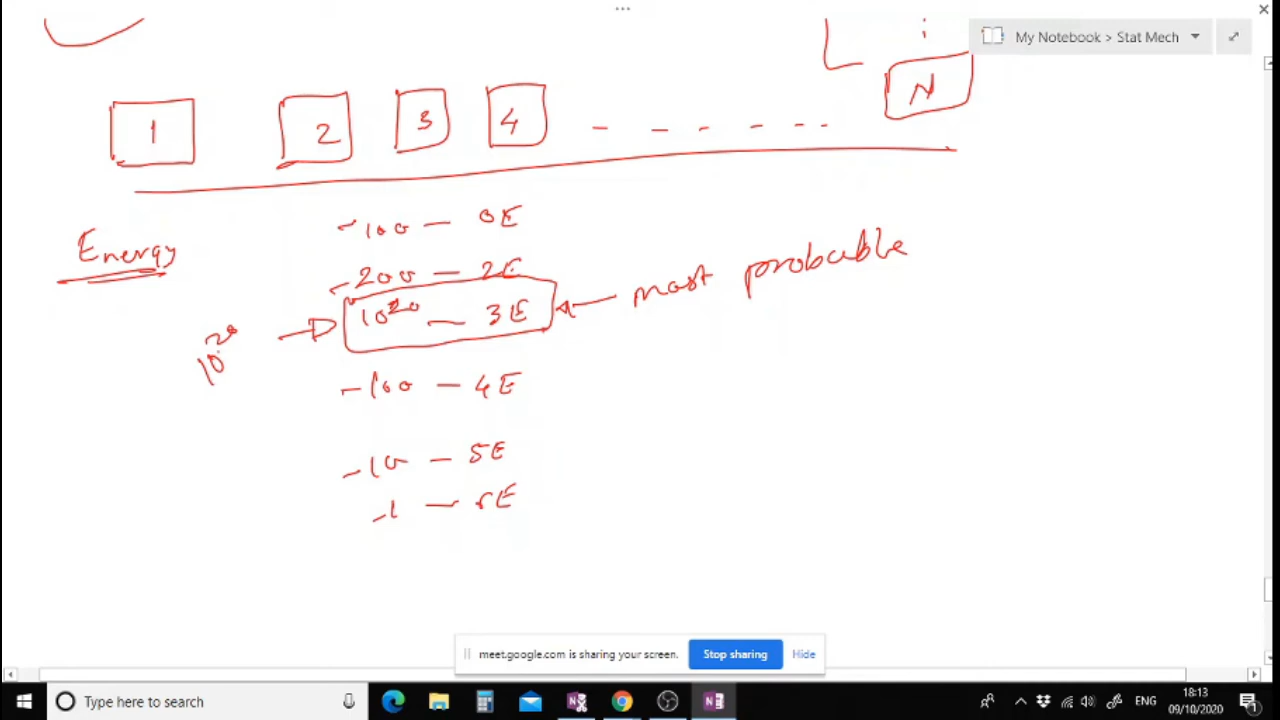 ...
My Notebook > Stat Mech
N
1 2 3 4 - - - - - -
Energy
~100 — 0E
~200 — 2E
10²⁰ — 3E ← most probable
10²⁰ →
~100 — 4E
~10 — 5E
~1 — 6E
meet.google.com is sharing your screen. Stop sharing Hide
Type here to search
ENG
18:13
09/10/2020
1